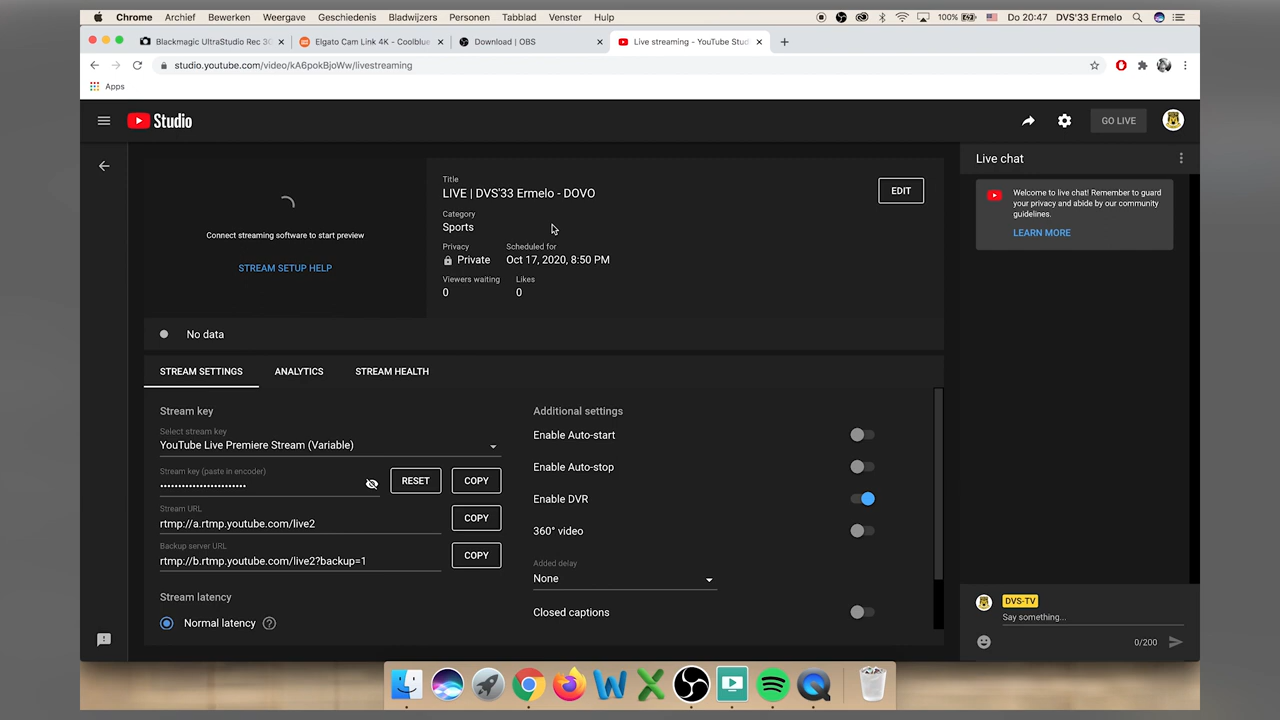 Chrome Archief Bewerken Weergave Geschiedenis Bladwijzers Personen Tabblad Venster Help 100% Do 20:47 DVS'33 Ermelo
Blackmagic UltraStudio Rec 3G
Elgato Cam Link 4K - Coolblue
Download | OBS
Live streaming - YouTube Stud
studio.youtube.com/video/kA6pokBjoWw/livestreaming
Apps
Studio
GO LIVE
Connect streaming software to start preview
STREAM SETUP HELP
Title
LIVE | DVS'33 Ermelo - DOVO
EDIT
Category
Sports
Privacy
Private
Scheduled for
Oct 17, 2020, 8:50 PM
Viewers waiting
0
Likes
0
No data
STREAM SETTINGS ANALYTICS STREAM HEALTH
Stream key
Select stream key
YouTube Live Premiere Stream (Variable)
Stream key (paste in encoder)
••••••••••••••••••••••••
RESET COPY
Stream URL
rtmp://a.rtmp.youtube.com/live2
COPY
Backup server URL
rtmp://b.rtmp.youtube.com/live2?backup=1
COPY
Stream latency
Normal latency
Additional settings
Enable Auto-start
Enable Auto-stop
Enable DVR
360° video
Added delay
None
Closed captions
Live chat
Welcome to live chat! Remember to guard
your privacy and abide by our community
guidelines.
LEARN MORE
DVS-TV
Say something...
0/200